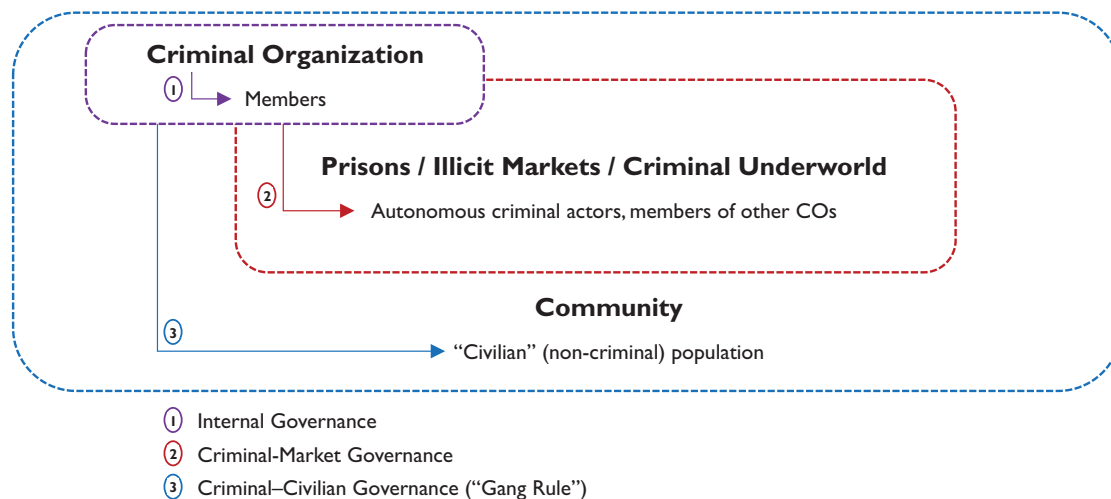 Criminal Organization
1
Members
Prisons / Illicit Markets / Criminal Underworld
2
Autonomous criminal actors, members of other COs
Community
3
“Civilian” (non-criminal) population
1 Internal Governance
2 Criminal-Market Governance
3 Criminal–Civilian Governance (“Gang Rule”)